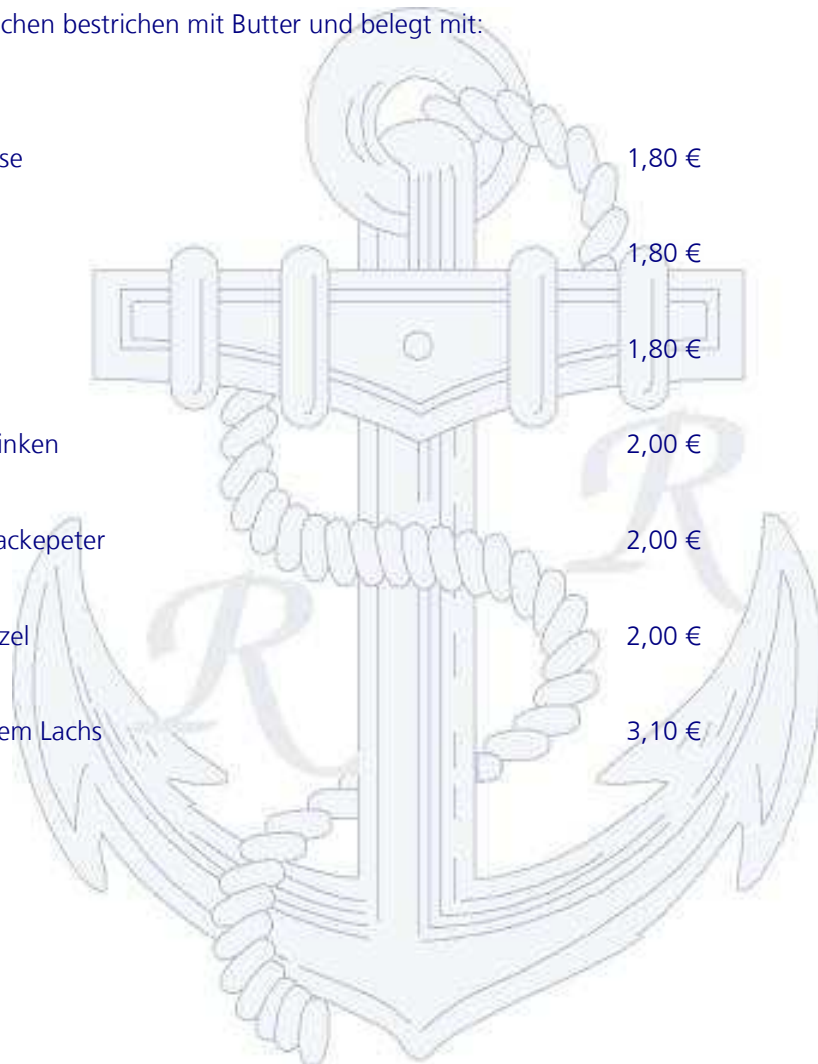 chen bestrichen mit Butter und belegt mit:
se 1,80 €
1,80 €
1,80 €
inken 2,00 €
ackepeter 2,00 €
zel 2,00 €
em Lachs 3,10 €
R
R